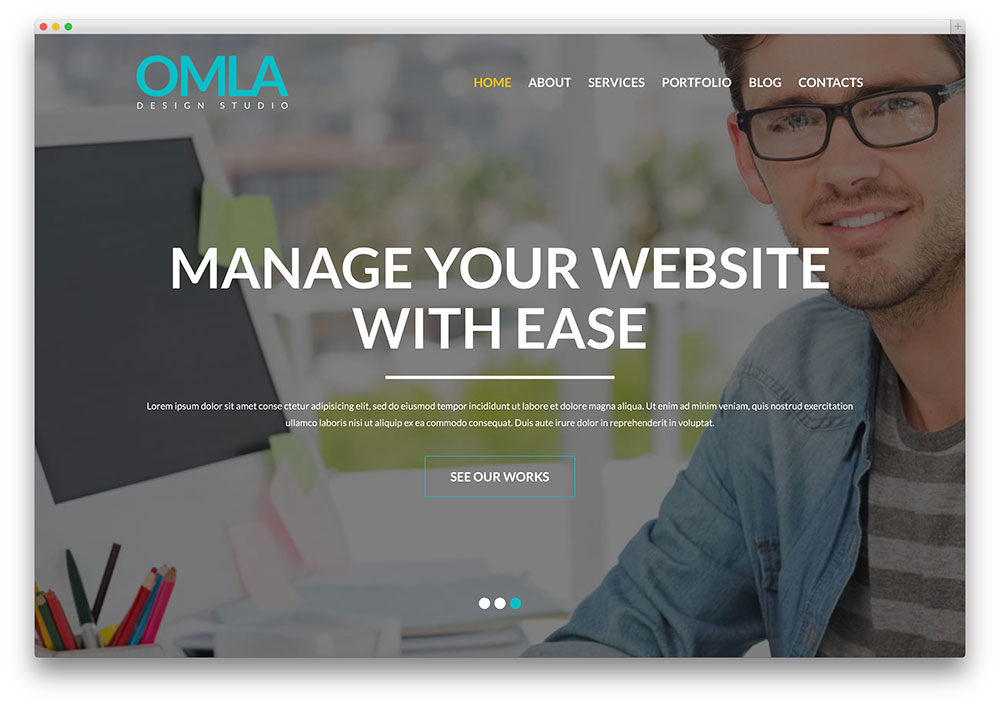 OMLA
DESIGN STUDIO
HOME ABOUT SERVICES PORTFOLIO BLOG CONTACTS
MANAGE YOUR WEBSITE
WITH EASE
Lorem ipsum dolor sit amet conse ctetur adipisicing elit, sed do eiusmod tempor incididunt ut labore et dolore magna aliqua. Ut enim ad minim veniam, quis nostrud exercitation
ullamco laboris nisi ut aliquip ex ea commodo consequat. Duis aute irure dolor in reprehenderit in voluptat.
SEE OUR WORKS